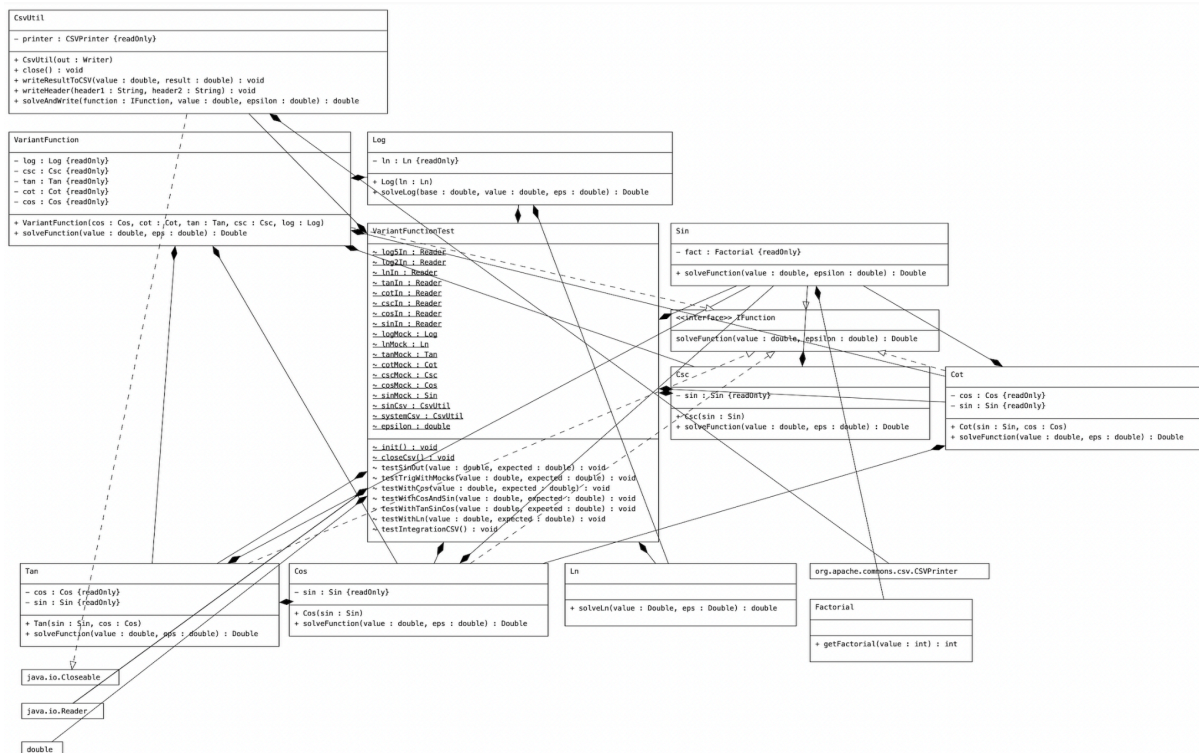 CsvUtil
− printer : CSVPrinter {readOnly}
+ CsvUtil(out : Writer)
+ close() : void
+ writeResultToCSV(value : double, result : double) : void
+ writeHeader(header1 : String, header2 : String) : void
+ solveAndWrite(function : IFunction, value : double, epsilon : double) : double
VariantFunction
− log : Log {readOnly}
− csc : Csc {readOnly}
− tan : Tan {readOnly}
− cot : Cot {readOnly}
− cos : Cos {readOnly}
+ VariantFunction(cos : Cos, cot : Cot, tan : Tan, csc : Csc, log : Log)
+ solveFunction(value : double, eps : double) : Double
Log
− ln : Ln {readOnly}
+ Log(ln : Ln)
+ solveLog(base : double, value : double, eps : double) : Double
VariantFunctionTest
~ log5In : Reader
~ log2In : Reader
~ lnIn : Reader
~ tanIn : Reader
~ cotIn : Reader
~ cscIn : Reader
~ cosIn : Reader
~ sinIn : Reader
~ logMock : Log
~ lnMock : Ln
~ tanMock : Tan
~ cotMock : Cot
~ cscMock : Csc
~ cosMock : Cos
~ sinMock : Sin
~ sinCsv : CsvUtil
~ systemCsv : CsvUtil
~ epsilon : double
~ init() : void
~ closeCsv() : void
~ testSinOut(value : double, expected : double) : void
~ testTrigWithMocks(value : double, expected : double) : void
~ testWithCos(value : double, expected : double) : void
~ testWithCosAndSin(value : double, expected : double) : void
~ testWithTanSinCos(value : double, expected : double) : void
~ testWithLn(value : double, expected : double) : void
~ testIntegrationCSV() : void
Sin
− fact : Factorial {readOnly}
+ solveFunction(value : double, epsilon : double) : Double
<<interface>> IFunction
solveFunction(value : double, epsilon : double) : Double
Csc
− sin : Sin {readOnly}
+ Csc(sin : Sin)
+ solveFunction(value : double, eps : double) : Double
Cot
− cos : Cos {readOnly}
− sin : Sin {readOnly}
+ Cot(sin : Sin, cos : Cos)
+ solveFunction(value : double, eps : double) : Double
Tan
− cos : Cos {readOnly}
− sin : Sin {readOnly}
+ Tan(sin : Sin, cos : Cos)
+ solveFunction(value : double, eps : double) : Double
Cos
− sin : Sin {readOnly}
+ Cos(sin : Sin)
+ solveFunction(value : double, eps : double) : Double
Ln
+ solveLn(value : Double, eps : Double) : double
org.apache.commons.csv.CSVPrinter
Factorial
+ getFactorial(value : int) : int
java.io.Closeable
java.io.Reader
double